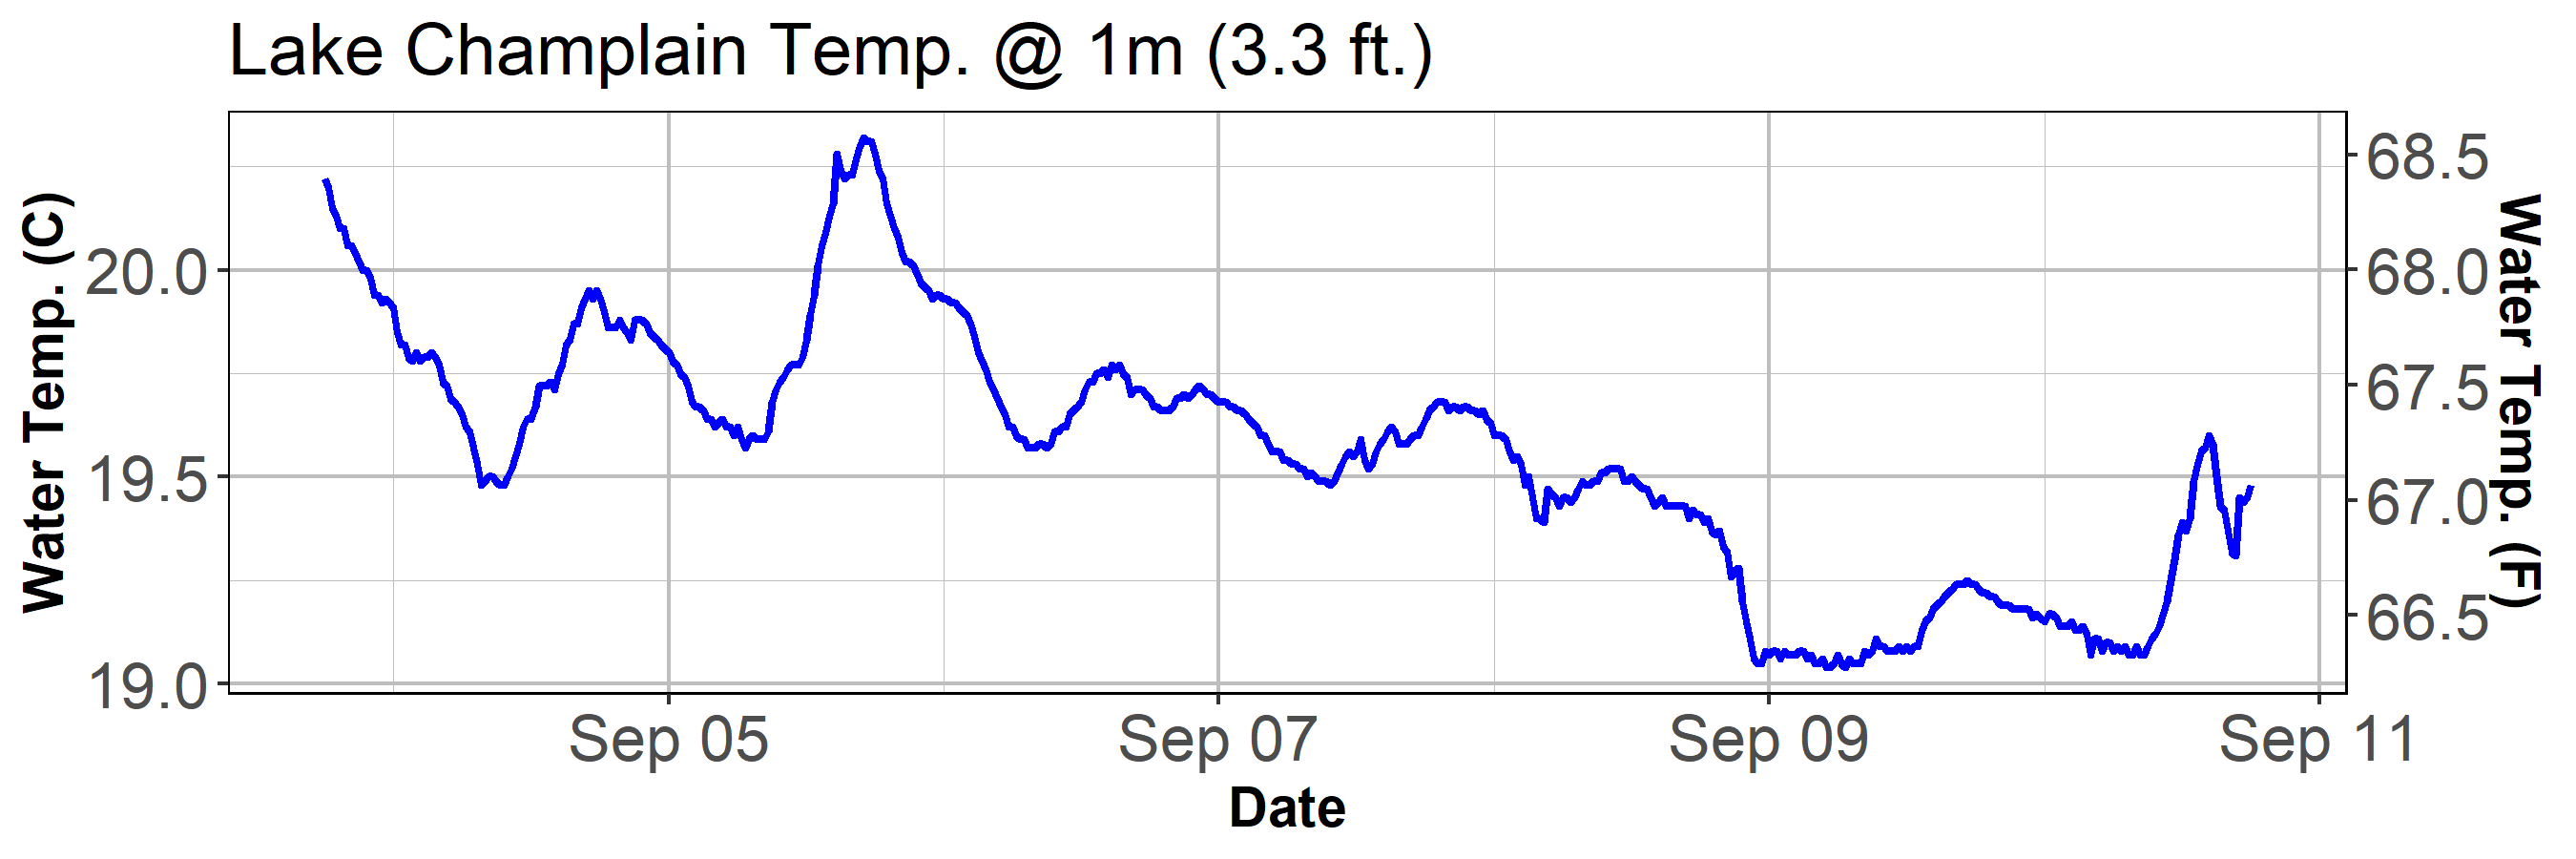 Lake Champlain Temp. @ 1m (3.3 ft.)
Water Temp. (C)
20.0
19.5
19.0
68.5
68.0
67.5
67.0
66.5
Water Temp. (F)
Sep 05 Sep 07 Sep 09 Sep 11
Date